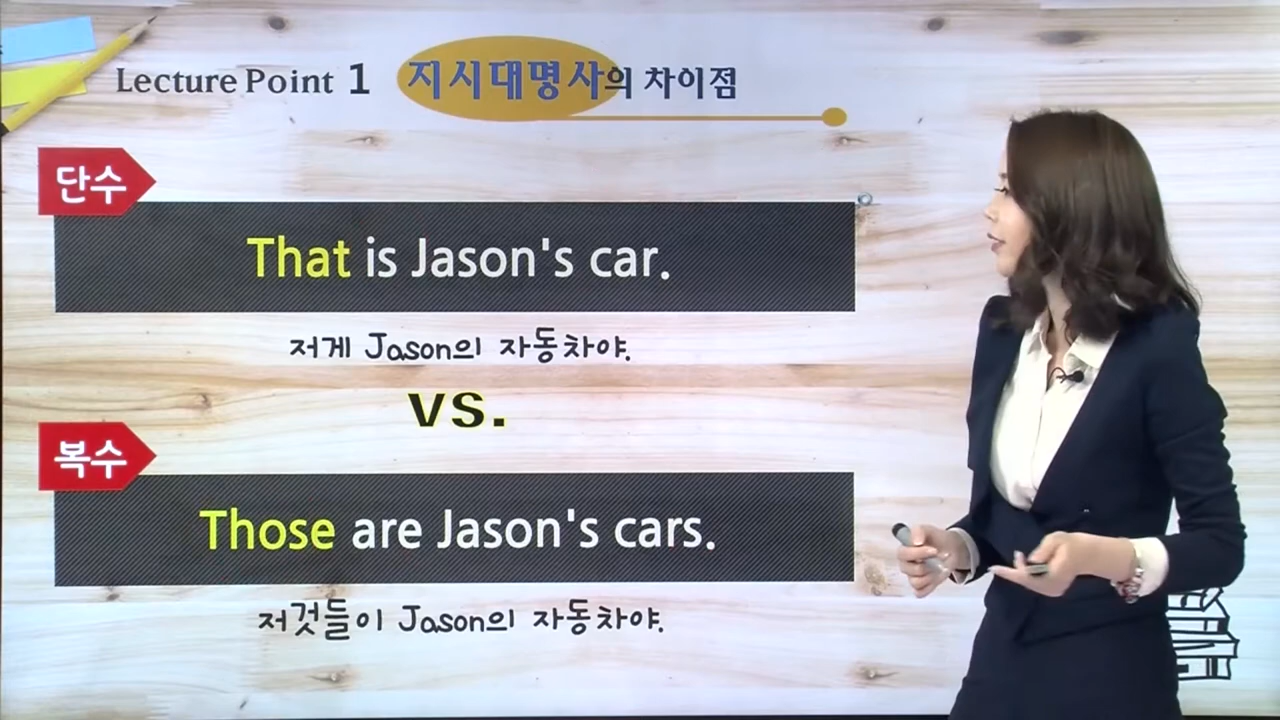 Lecture Point 1 지시대명사의 차이점
단수
That is Jason's car.
저게 Jason의 자동차야.
vs.
복수
Those are Jason's cars.
저것들이 Jason의 자동차야.